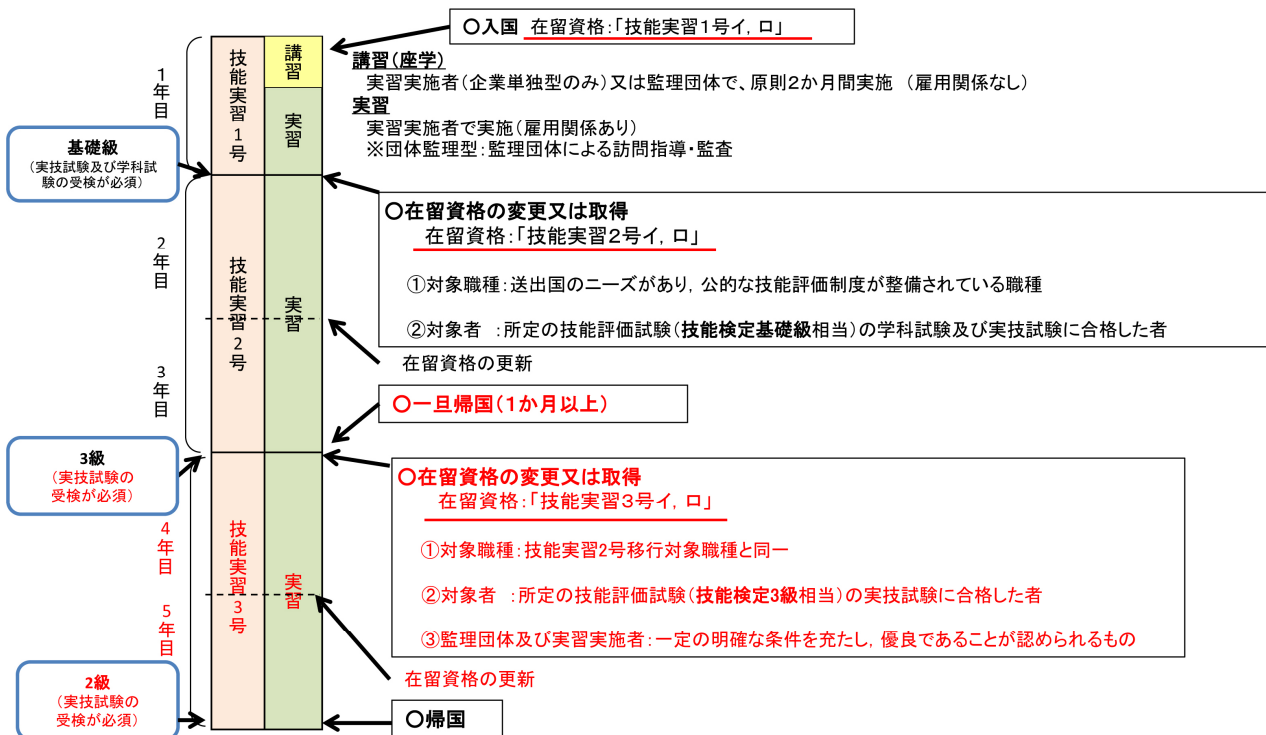 〇入国 在留資格:「技能実習1号イ, ロ」
講習(座学)
実習実施者(企業単独型のみ)又は監理団体で、原則2か月間実施 (雇用関係なし)
実習
実習実施者で実施(雇用関係あり)
※団体監理型:監理団体による訪問指導・監査
1年目
技能実習1号
講習
実習
基礎級
(実技試験及び学科試
験の受検が必須)
〇在留資格の変更又は取得
在留資格:「技能実習2号イ, ロ」
①対象職種:送出国のニーズがあり, 公的な技能評価制度が整備されている職種
②対象者 :所定の技能評価試験(技能検定基礎級相当)の学科試験及び実技試験に合格した者
2年目
技能実習2号
実習
在留資格の更新
3年目
〇一旦帰国(1か月以上)
3級
(実技試験の
受検が必須)
〇在留資格の変更又は取得
在留資格:「技能実習3号イ, ロ」
①対象職種:技能実習2号移行対象職種と同一
②対象者 :所定の技能評価試験(技能検定3級相当)の実技試験に合格した者
③監理団体及び実習実施者:一定の明確な条件を充たし, 優良であることが認められるもの
4年目
技能実習3号
実習
5年目
在留資格の更新
2級
(実技試験の
受検が必須)
〇帰国